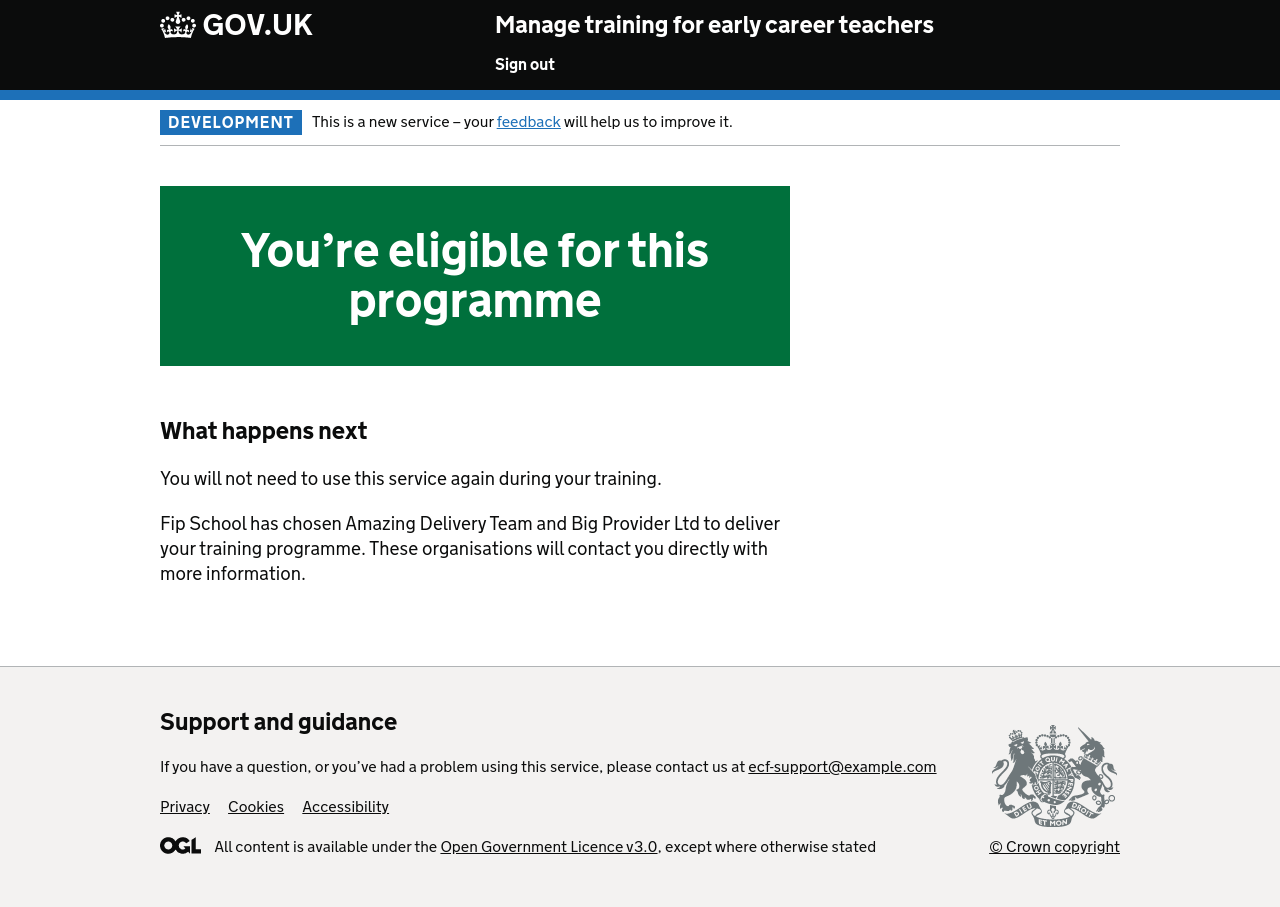 GOV.UK
Manage training for early career teachers
Sign out
DEVELOPMENT This is a new service – your feedback will help us to improve it.
You’re eligible for this
programme
What happens next
You will not need to use this service again during your training.
Fip School has chosen Amazing Delivery Team and Big Provider Ltd to deliver
your training programme. These organisations will contact you directly with
more information.
Support and guidance
If you have a question, or you’ve had a problem using this service, please contact us at ecf-support@example.com
Privacy Cookies Accessibility
OGL All content is available under the Open Government Licence v3.0, except where otherwise stated
© Crown copyright